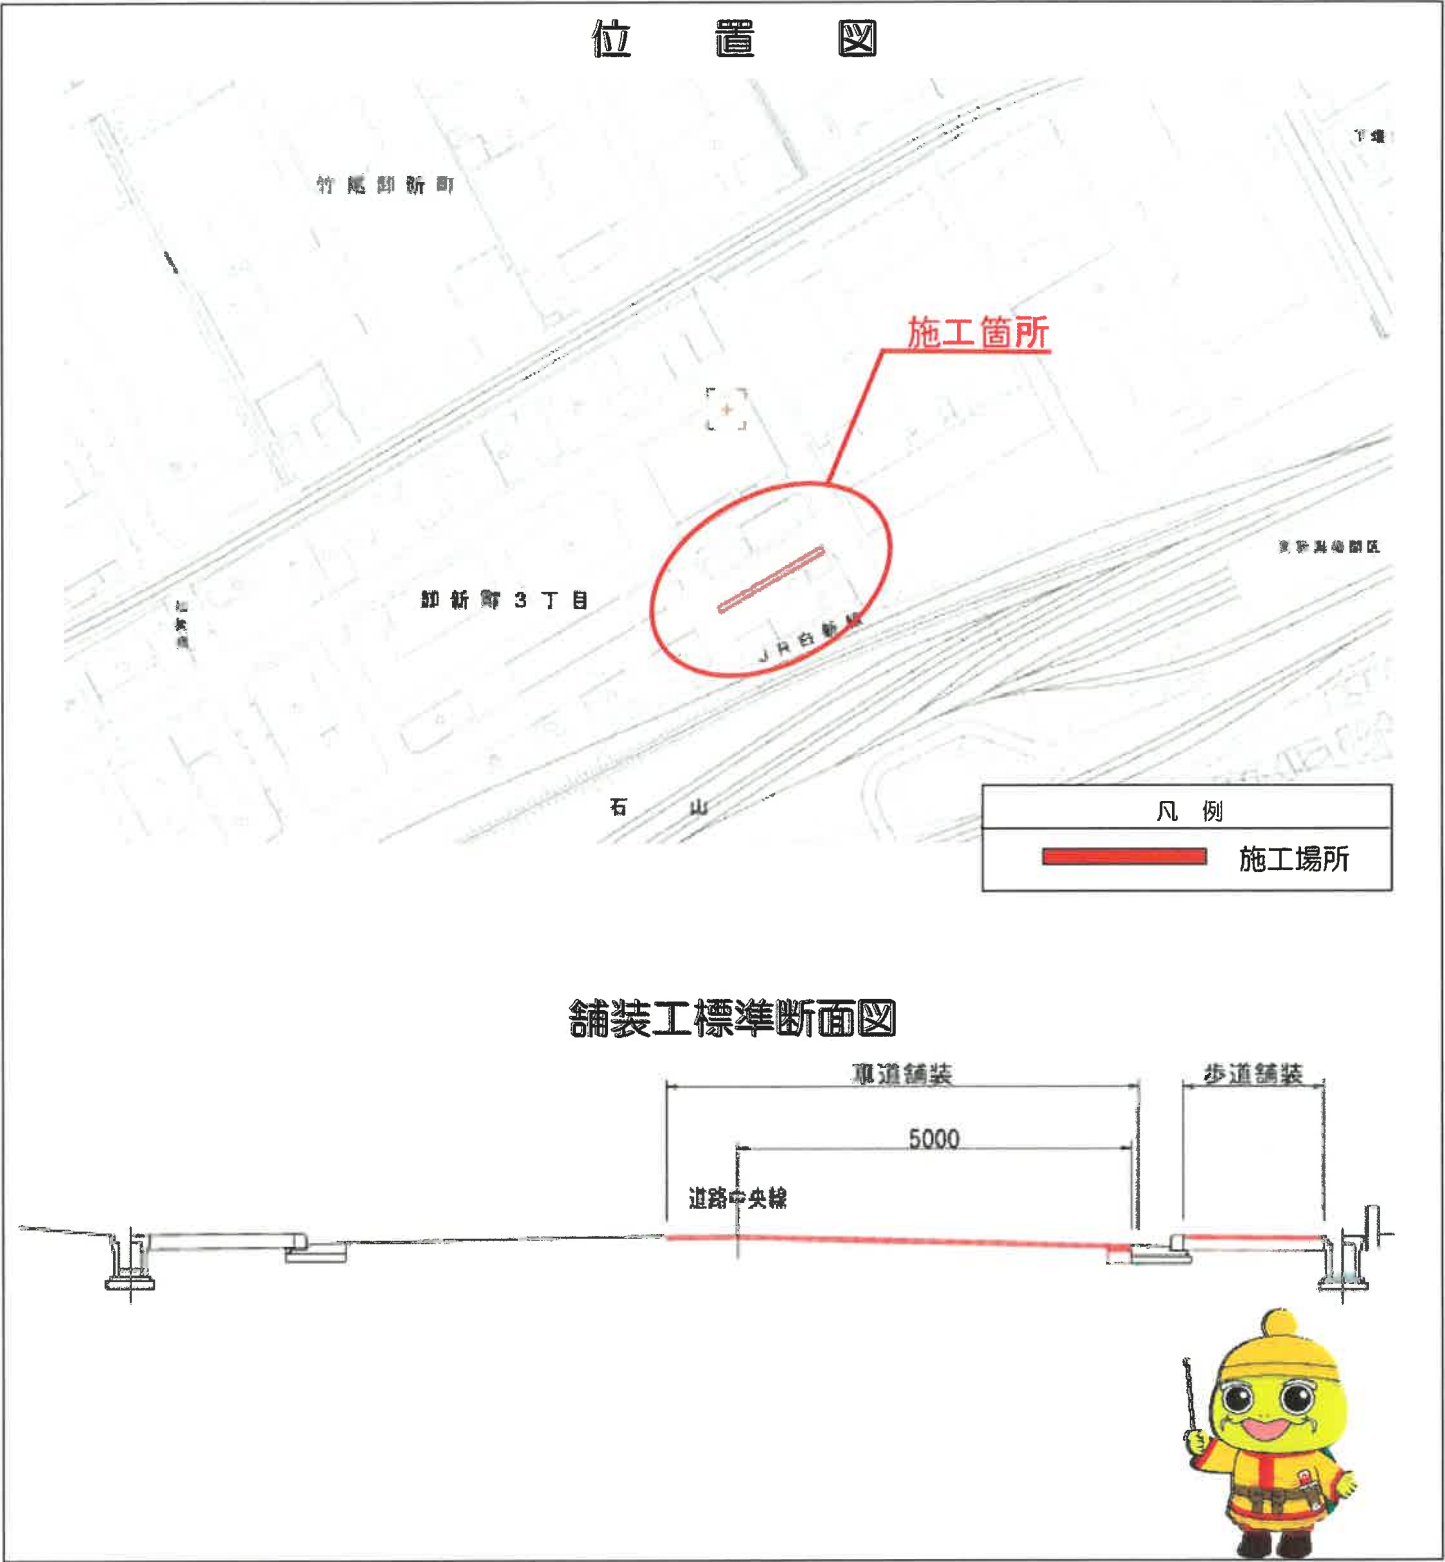 位 置 図
竹尾卸新町
施工箇所
卸新町3丁目
JR白新線
石 山
凡 例
施工場所
舗装工標準断面図
車道舗装
歩道舗装
5000
道路中央線